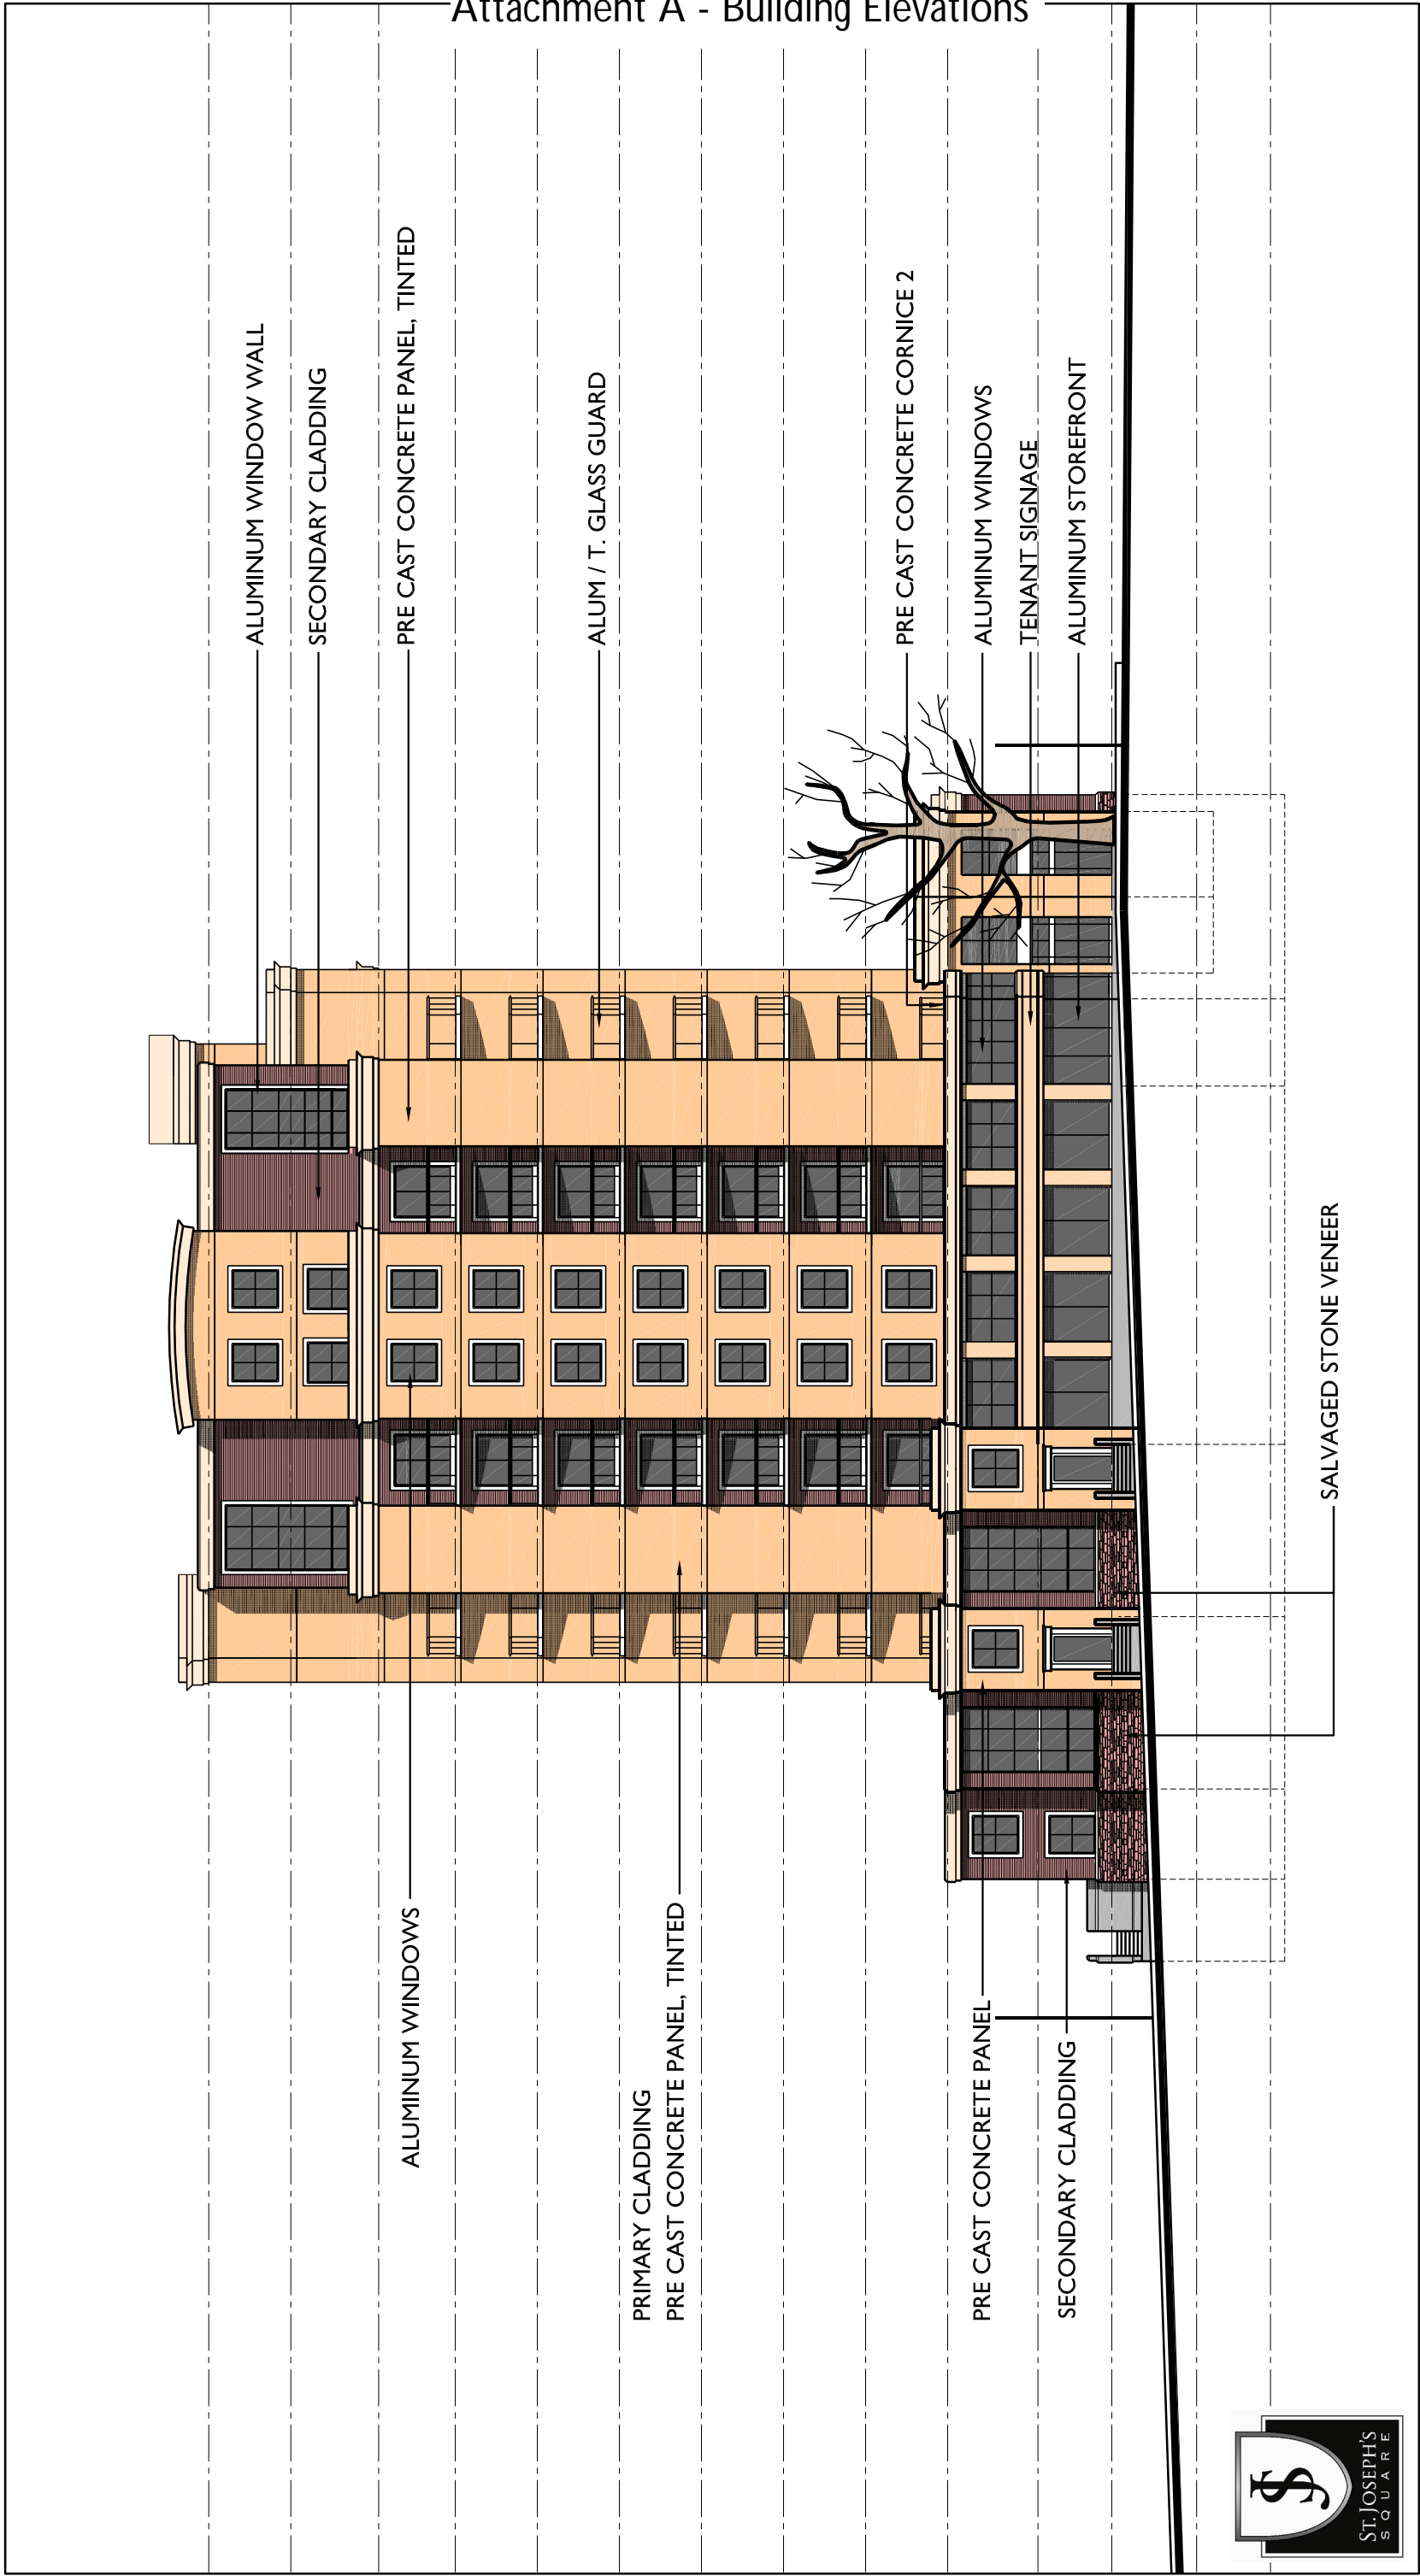 Attachment A - Building Elevations
ALUMINUM WINDOW WALL
SECONDARY CLADDING
PRE CAST CONCRETE PANEL, TINTED
ALUM / T. GLASS GUARD
PRE CAST CONCRETE CORNICE 2
ALUMINUM WINDOWS
TENANT SIGNAGE
ALUMINUM STOREFRONT
ALUMINUM WINDOWS
PRIMARY CLADDING
PRE CAST CONCRETE PANEL, TINTED
PRE CAST CONCRETE PANEL
SECONDARY CLADDING
SALVAGED STONE VENEER
SJ
ST. JOSEPH'S
SQUARE